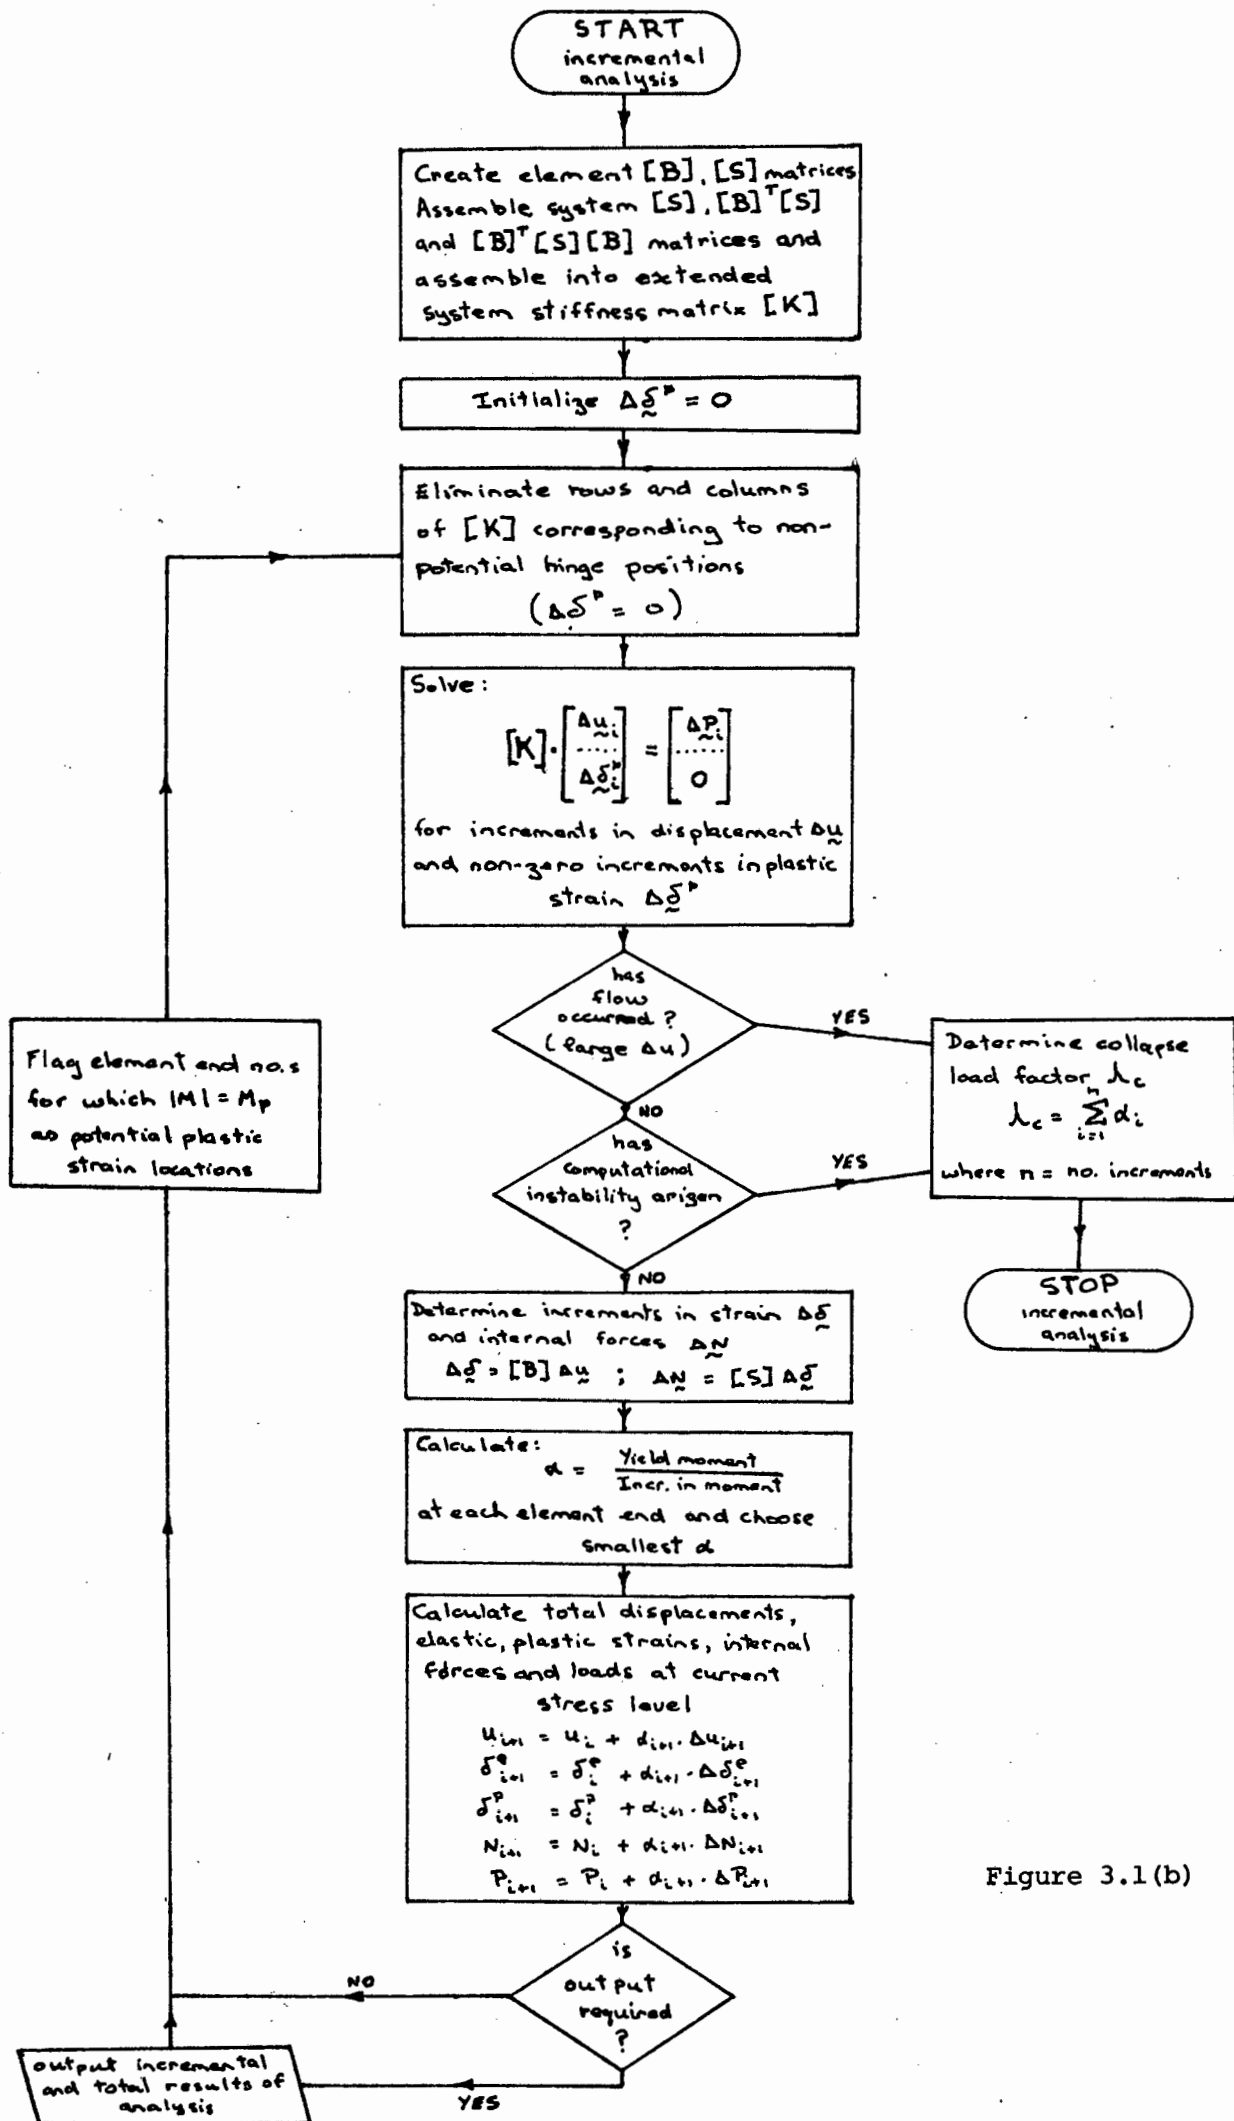 START
incremental
analysis
Create element [B], [S] matrices
Assemble system [S], [B]ᵀ[S]
and [B]ᵀ[S][B] matrices and
assemble into extended
system stiffness matrix [K]
Initialize Δδᵖ = 0
Eliminate rows and columns
of [K] corresponding to non-
potential hinge positions
(Δδᵖ = 0)
Solve:
[K]·[Δuᵢ ...... Δδᵢᵖ] = [ΔPᵢ ...... 0]
for increments in displacement Δu
and non-zero increments in plastic
strain Δδᵖ
has
flow
occurred?
(large Δu)
YES
NO
has
computational
instability arisen
?
YES
NO
Determine collapse
load factor λc
λc = Σⁿᵢ₌₁ αᵢ
where n = no. increments
STOP
incremental
analysis
Flag element end no.s
for which |M| = Mp
as potential plastic
strain locations
Determine increments in strain Δδ
and internal forces ΔN
Δδ = [B] Δu ; ΔN = [S] Δδ
Calculate:
α = Yield moment
Incr. in moment
at each element end and choose
smallest α
Calculate total displacements,
elastic, plastic strains, internal
forces and loads at current
stress level
uᵢ₊₁ = uᵢ + αᵢ₊₁. Δuᵢ₊₁
δᵉᵢ₊₁ = δᵉᵢ + αᵢ₊₁. Δδᵉᵢ₊₁
δᵖᵢ₊₁ = δᵖᵢ + αᵢ₊₁. Δδᵖᵢ₊₁
Nᵢ₊₁ = Nᵢ + αᵢ₊₁. ΔNᵢ₊₁
Pᵢ₊₁ = Pᵢ + αᵢ₊₁. ΔPᵢ₊₁
Figure 3.1(b)
is
output
required
?
NO
YES
output incremental
and total results of
analysis